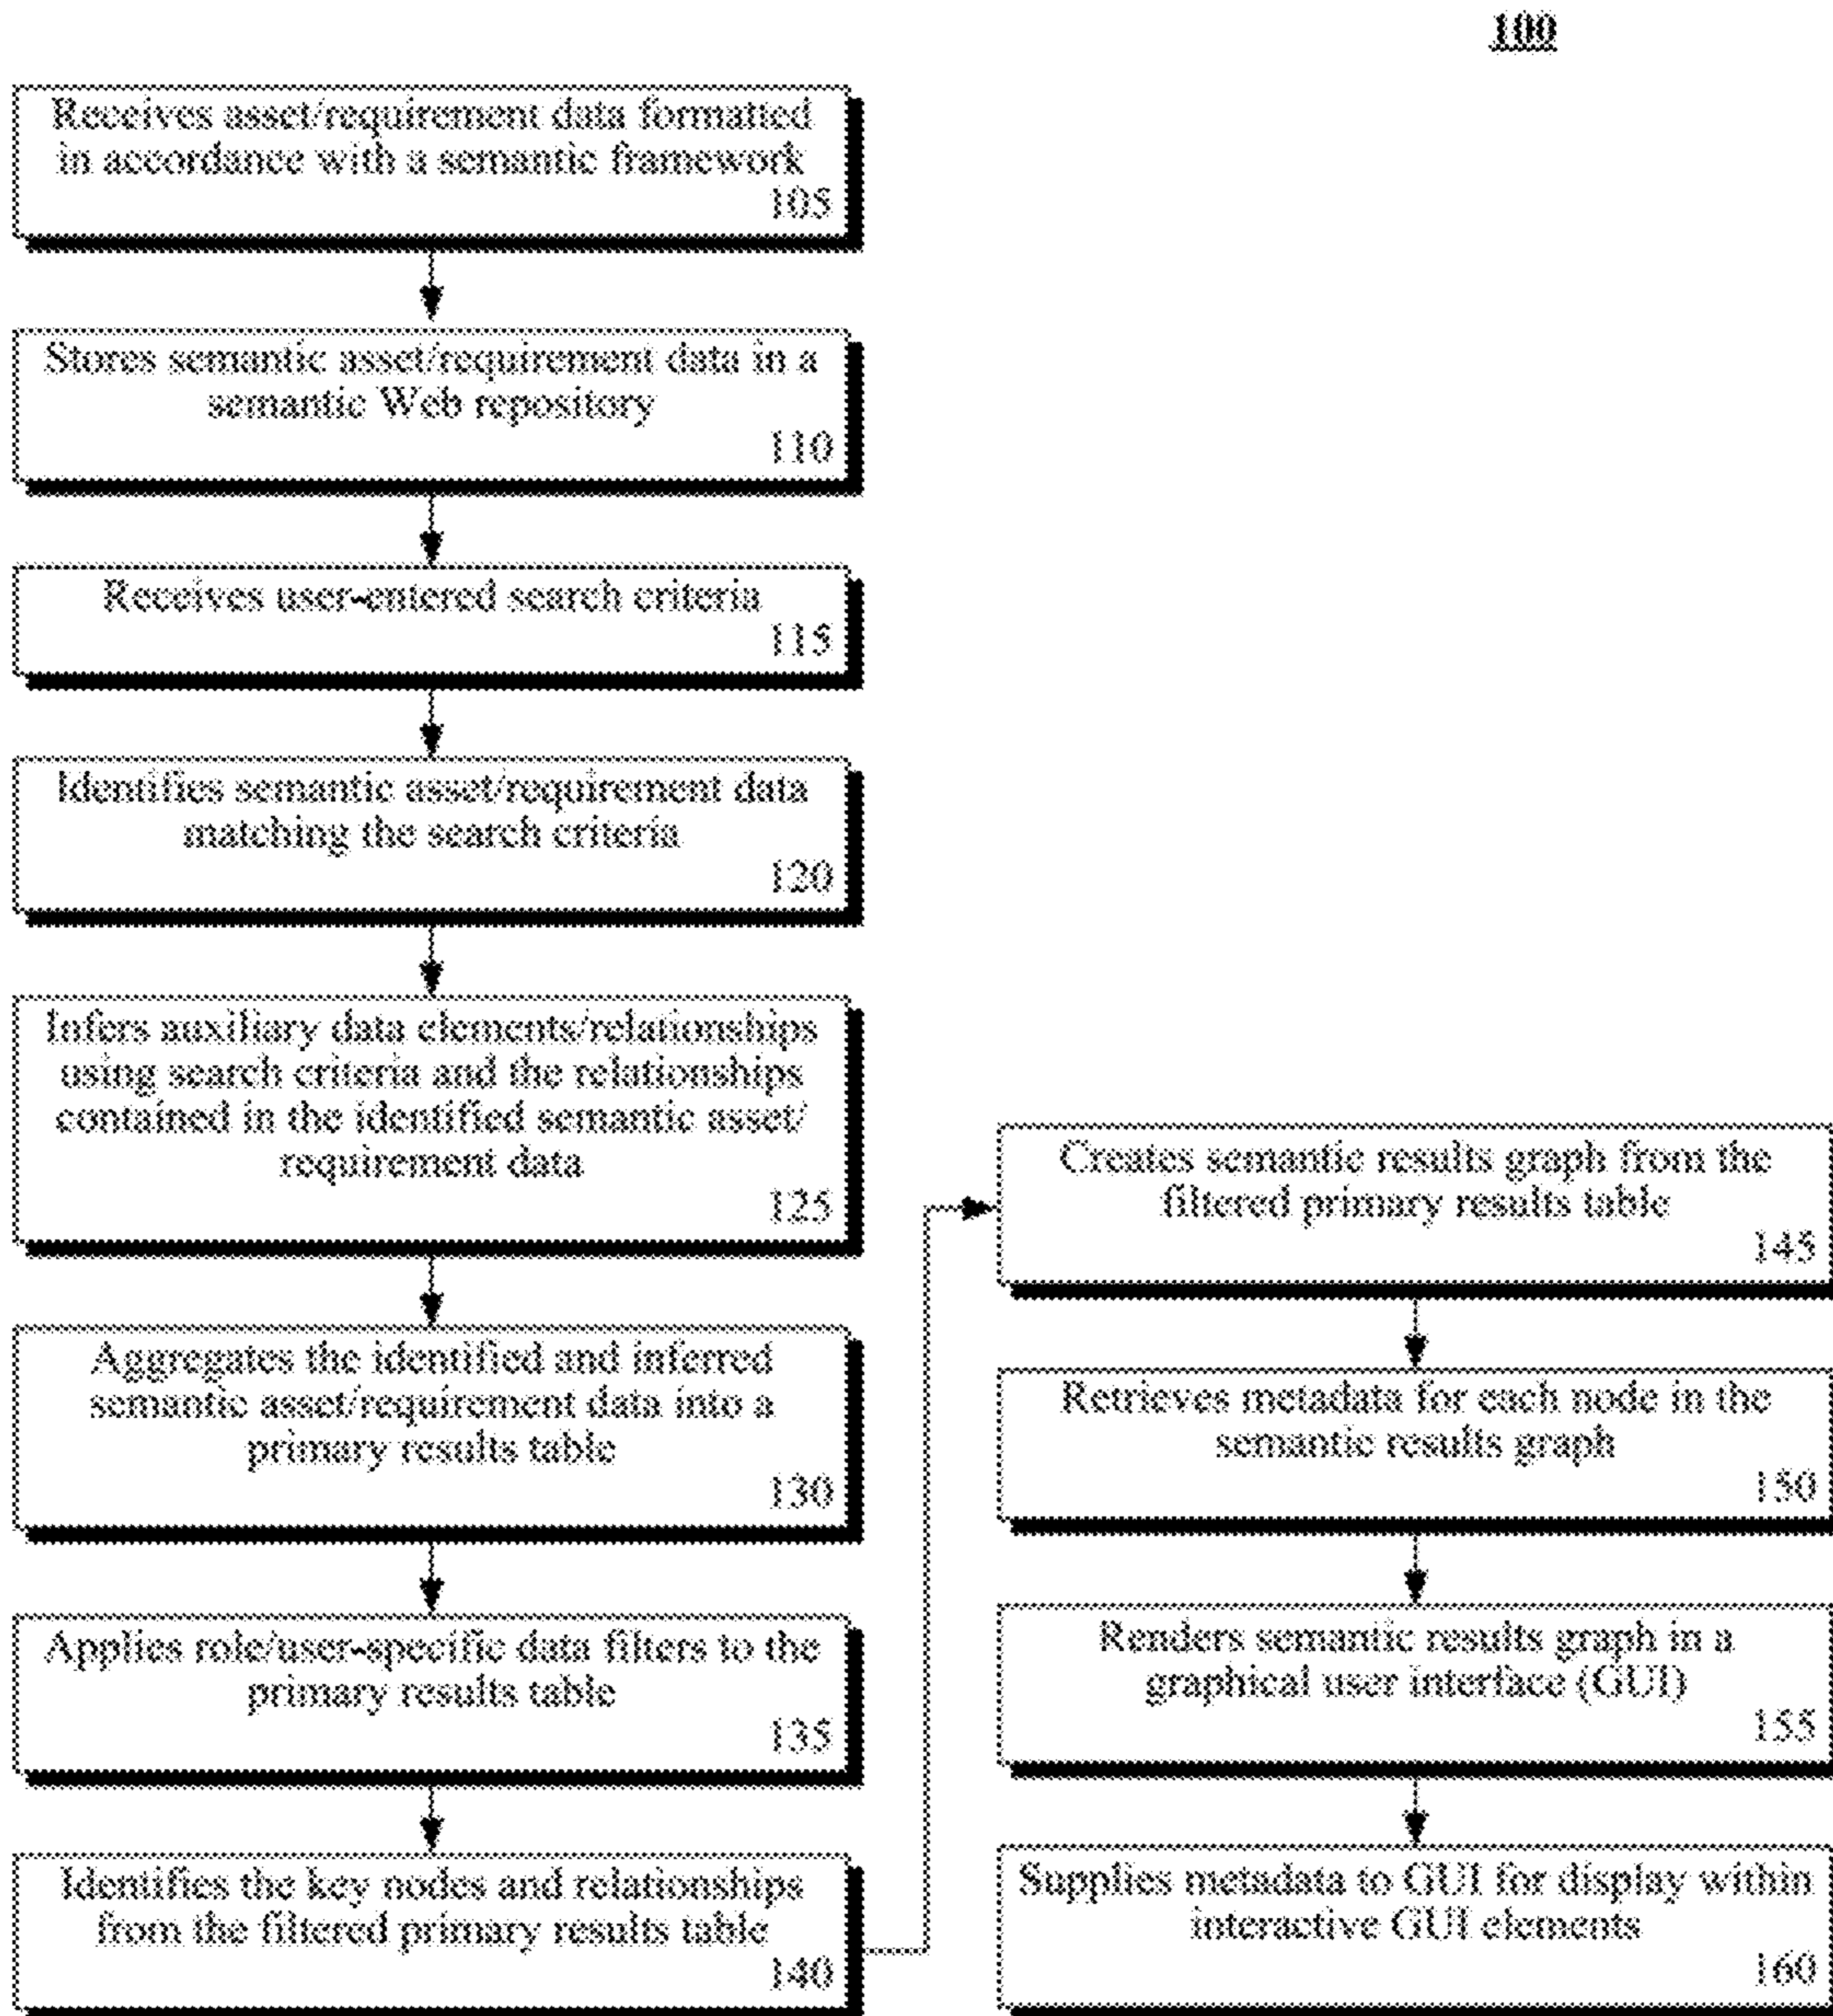 100
Receives asset/requirement data formatted
in accordance with a semantic framework
105
Stores semantic asset/requirement data in a
semantic Web repository
110
Receives user-entered search criteria
115
Identifies semantic asset/requirement data
matching the search criteria
120
Infers auxiliary data elements/relationships
using search criteria and the relationships
contained in the identified semantic asset/
requirement data
125
Aggregates the identified and inferred
semantic asset/requirement data into a
primary results table
130
Applies role/user-specific data filters to the
primary results table
135
Identifies the key nodes and relationships
from the filtered primary results table
140
Creates semantic results graph from the
filtered primary results table
145
Retrieves metadata for each node in the
semantic results graph
150
Renders semantic results graph in a
graphical user interface (GUI)
155
Supplies metadata to GUI for display within
interactive GUI elements
160